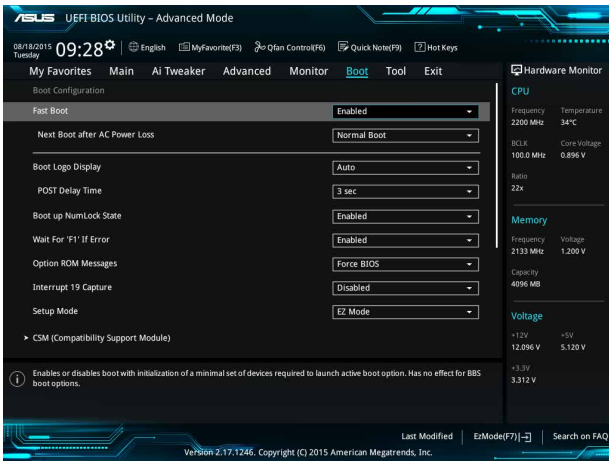 ASUS UEFI BIOS Utility – Advanced Mode
08/18/2015 Tuesday 09:28 English MyFavorite(F3) Qfan Control(F6) Quick Note(F9) ? Hot Keys
My Favorites Main Ai Tweaker Advanced Monitor Boot Tool Exit
Hardware Monitor
Boot Configuration
Fast Boot Enabled
Next Boot after AC Power Loss Normal Boot
Boot Logo Display Auto
POST Delay Time 3 sec
Boot up NumLock State Enabled
Wait For 'F1' If Error Enabled
Option ROM Messages Force BIOS
Interrupt 19 Capture Disabled
Setup Mode EZ Mode
> CSM (Compatibility Support Module)
CPU
Frequency Temperature
2200 MHz 34°C
BCLK Core Voltage
100.0 MHz 0.896 V
Ratio
22x
Memory
Frequency Voltage
2133 MHz 1.200 V
Capacity
4096 MB
Voltage
+12V +5V
12.096 V 5.120 V
+3.3V
3.312 V
i Enables or disables boot with initialization of a minimal set of devices required to launch active boot option. Has no effect for BBS
boot options.
Last Modified EzMode(F7) Search on FAQ
Version 2.17.1246. Copyright (C) 2015 American Megatrends, Inc.